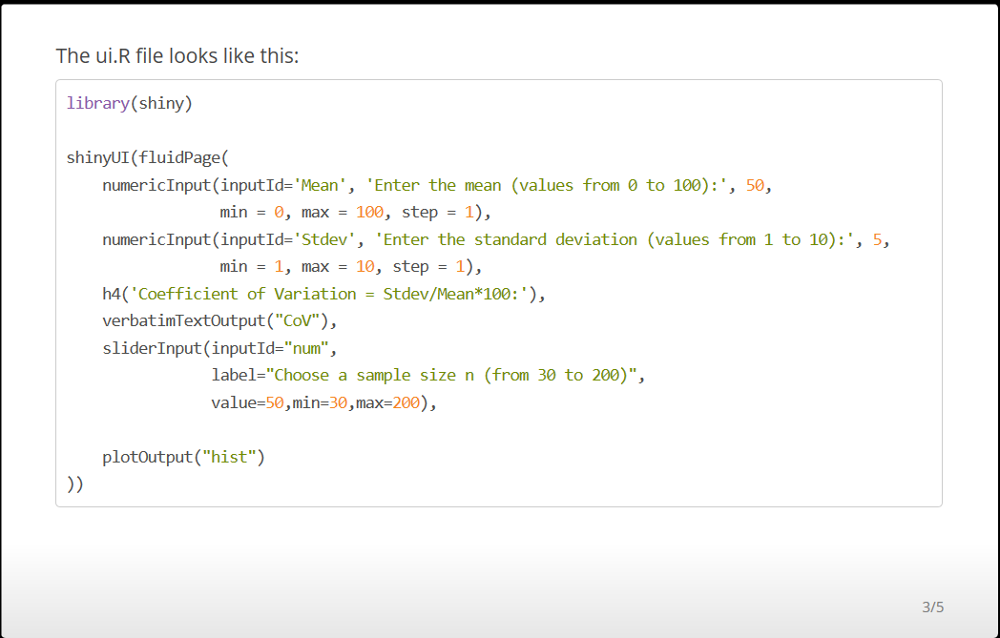 The ui.R file looks like this:
library(shiny)
shinyUI(fluidPage(
    numericInput(inputId='Mean', 'Enter the mean (values from 0 to 100):', 50,
                 min = 0, max = 100, step = 1),
    numericInput(inputId='Stdev', 'Enter the standard deviation (values from 1 to 10):', 5,
                 min = 1, max = 10, step = 1),
    h4('Coefficient of Variation = Stdev/Mean*100:'),
    verbatimTextOutput("CoV"),
    sliderInput(inputId="num",
                label="Choose a sample size n (from 30 to 200)",
                value=50,min=30,max=200),
    plotOutput("hist")
))
3/5